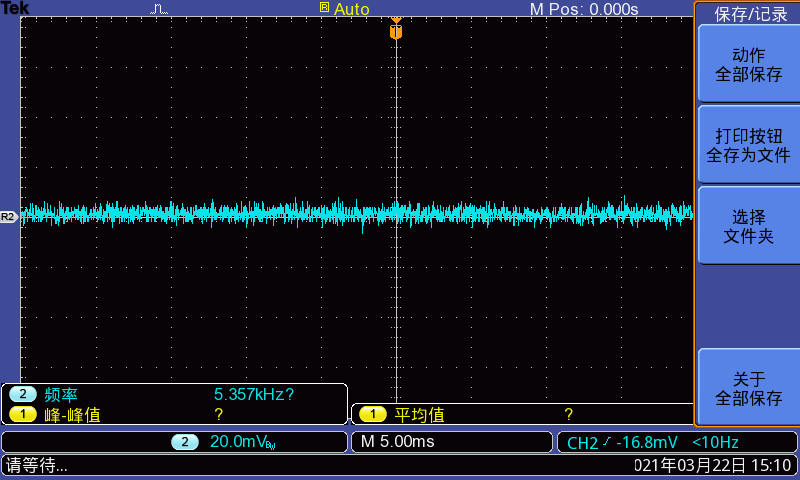 Tek R Auto M Pos: 0.000s
保存/记录
动作
全部保存
打印按钮
全存为文件
选择
文件夹
R2
关于
全部保存
2 频率 5.357kHz?
1 峰-峰值 ? 1 平均值 ?
2 20.0mVBW M 5.00ms CH2 -16.8mV <10Hz
请等待... 021年03月22日 15:10